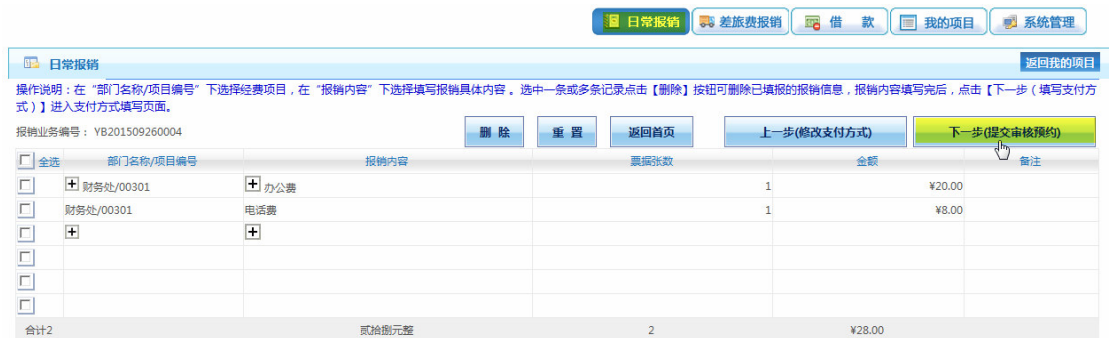 日常报销 差旅费报销 借 款 我的项目 系统管理
日常报销 返回我的项目
操作说明：在“部门名称/项目编号”下选择经费项目，在“报销内容”下选择填写报销具体内容 。选中一条或多条记录点击【删除】按钮可删除已填报的报销信息，报销内容填写完后，点击【下一步（填写支付方
式）】进入支付方式填写页面。
报销业务编号： YB201509260004 删 除 重 置 返回首页 上一步(修改支付方式) 下一步(提交审核预约)
全选 部门名称/项目编号 报销内容 票据张数 金额 备注
财务处/00301 办公费 1 ¥20.00
财务处/00301 电话费 1 ¥8.00
合计2 贰拾捌元整 2 ¥28.00